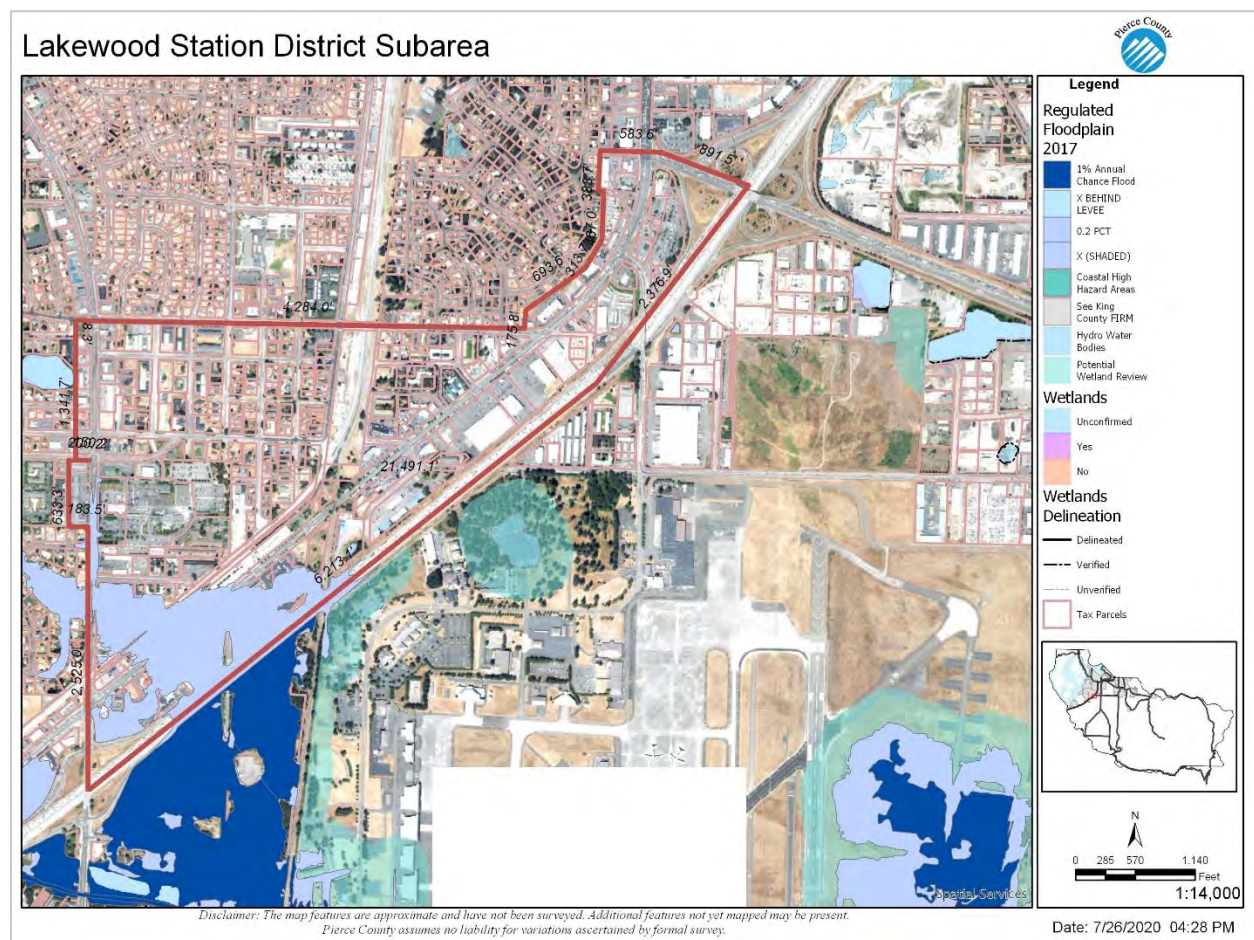 Lakewood Station District Subarea
Pierce County
583.6'
891.5'
693.6'
2,376.9'
4,284.0'
175.8'
1,341.7'
21,491.1'
633.3'
183.5'
6,213.4'
2,525.0'
Spatial Services
Legend
Regulated
Floodplain
2017
1% Annual
Chance Flood
X BEHIND
LEVEE
0.2 PCT
X (SHADED)
Coastal High
Hazard Areas
See King
County FIRM
Hydro Water
Bodies
Potential
Wetland Review
Wetlands
Unconfirmed
Yes
No
Wetlands
Delineation
Delineated
Verified
Unverified
Tax Parcels
N
0 285 570 1,140
Feet
1:14,000
Disclaimer: The map features are approximate and have not been surveyed. Additional features not yet mapped may be present.
Pierce County assumes no liability for variations ascertained by formal survey.
Date: 7/26/2020 04:28 PM